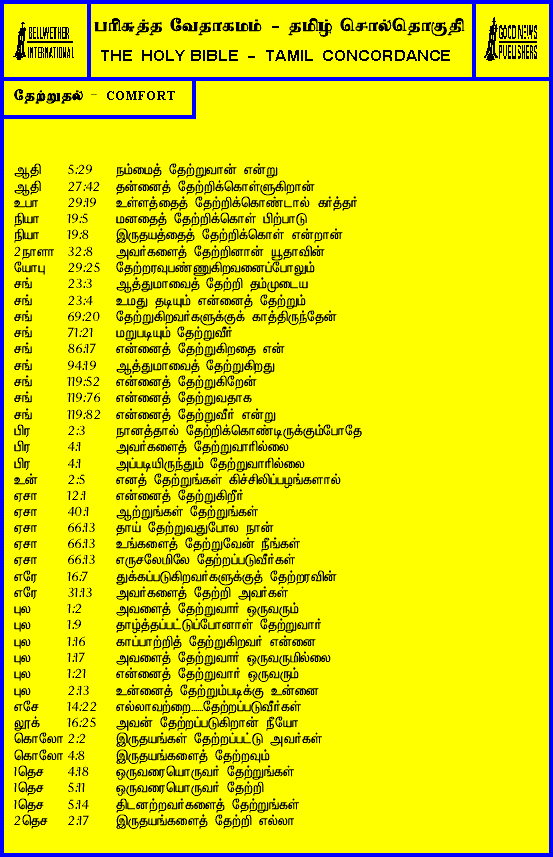 BELLWETHER INTERNATIONAL
பரிசுத்த வேதாகமம் – தமிழ் சொல்தொகுதி
THE HOLY BIBLE – TAMIL CONCORDANCE
GOOD NEWS PUBLISHERS
தேற்றுதல் – COMFORT
ஆதி 5:29 நம்மைத் தேற்றுவான் என்று
ஆதி 27:42 தன்னைத் தேற்றிக்கொள்ளுகிறான்
உபா 29:19 உள்ளத்தைத் தேற்றிக்கொண்டால் கர்த்தர்
நியா 19:5 மனதைத் தேற்றிக்கொள் பிற்பாடு
நியா 19:8 இருதயத்தைத் தேற்றிக்கொள் என்றான்
2நாளா 32:8 அவர்களைத் தேற்றினான் யூதாவின்
யோபு 29:25 தேற்றரவுபண்ணுகிறவனைப்போலும்
சங் 23:3 ஆத்துமாவைத் தேற்றி தம்முடைய
சங் 23:4 உமது தடியும் என்னைத் தேற்றும்
சங் 69:20 தேற்றுகிறவர்களுக்குக் காத்திருந்தேன்
சங் 71:21 மறுபடியும் தேற்றுவீர்
சங் 86:17 என்னைத் தேற்றுகிறதை என்
சங் 94:19 ஆத்துமாவைத் தேற்றுகிறது
சங் 119:52 என்னைத் தேற்றுகிறேன்
சங் 119:76 என்னைத் தேற்றுவதாக
சங் 119:82 என்னைத் தேற்றுவீர் என்று
பிர 2:3 நானத்தால் தேற்றிக்கொண்டிருக்கும்போதே
பிர 4:1 அவர்களைத் தேற்றுவாரில்லை
பிர 4:1 அப்படியிருந்தும் தேற்றுவாரில்லை
உன் 2:5 எனத் தேற்றுங்கள் கிச்சிலிப்பழங்களால்
ஏசா 12:1 என்னைத் தேற்றுகிறீர்
ஏசா 40:1 ஆற்றுங்கள் தேற்றுங்கள்
ஏசா 66:13 தாய் தேற்றுவதுபோல நான்
ஏசா 66:13 உங்களைத் தேற்றுவேன் நீங்கள்
ஏசா 66:13 எருசலேமிலே தேற்றப்படுவீர்கள்
எரே 16:7 துக்கப்படுகிறவர்களுக்குத் தேற்றரவின்
எரே 31:13 அவர்களைத் தேற்றி அவர்கள்
புல 1:2 அவளைத் தேற்றுவார் ஒருவரும்
புல 1:9 தாழ்த்தப்பட்டுப்போனாள் தேற்றுவார்
புல 1:16 காப்பாற்றித் தேற்றுகிறவர் என்னை
புல 1:17 அவளைத் தேற்றுவார் ஒருவருமில்லை
புல 1:21 என்னைத் தேற்றுவார் ஒருவரும்
புல 2:13 உன்னைத் தேற்றும்படிக்கு உன்னை
எசே 14:22 எல்லாவற்றை.....தேற்றப்படுவீர்கள்
லூக் 16:25 அவன் தேற்றப்படுகிறான் நீயோ
கொலோ 2:2 இருதயங்கள் தேற்றப்பட்டு அவர்கள்
கொலோ 4:8 இருதயங்களைத் தேற்றவும்
1தெச 4:18 ஒருவரையொருவர் தேற்றுங்கள்
1தெச 5:11 ஒருவரையொருவர் தேற்றி
1தெச 5:14 திடனற்றவர்களைத் தேற்றுங்கள்
2தெச 2:17 இருதயங்களைத் தேற்றி எல்லா